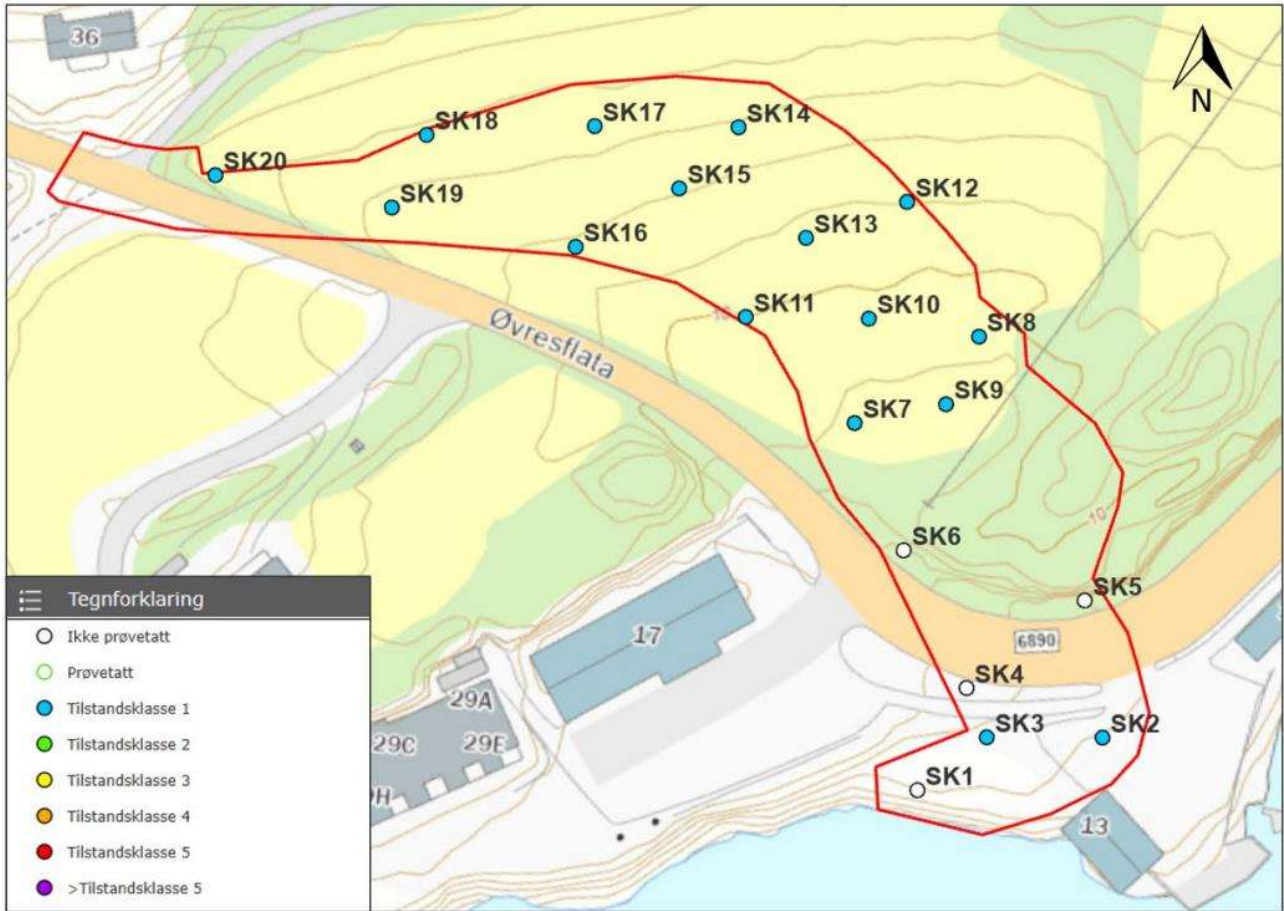 36
N
SK18
SK17
SK14
SK20
SK15
SK19
SK12
SK13
SK16
10
SK11
SK10
SK8
Øvresflata
SK9
SK7
10
SK6
SK5
Tegnforklaring
Ikke prøvetatt
Prøvetatt
Tilstandsklasse 1
Tilstandsklasse 2
Tilstandsklasse 3
Tilstandsklasse 4
Tilstandsklasse 5
>Tilstandsklasse 5
17
6890
SK4
29A
29C
29E
SK3
SK2
SK1
13